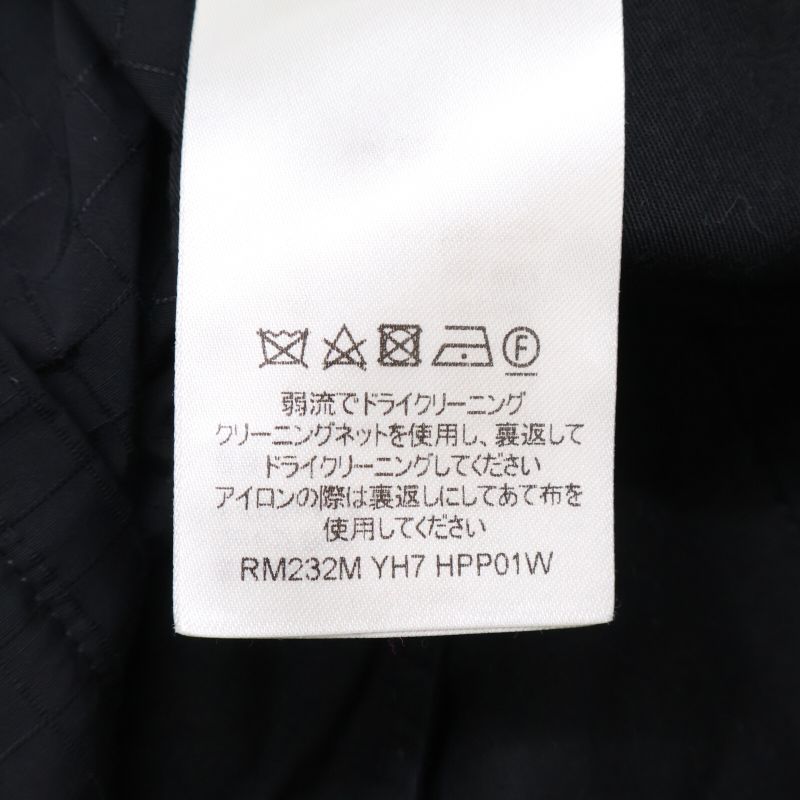 F
弱流でドライクリーニング
クリーニングネットを使用し、裏返して
ドライクリーニングしてください
アイロンの際は裏返しにしてあて布を
使用してください
RM232M YH7 HPP01W